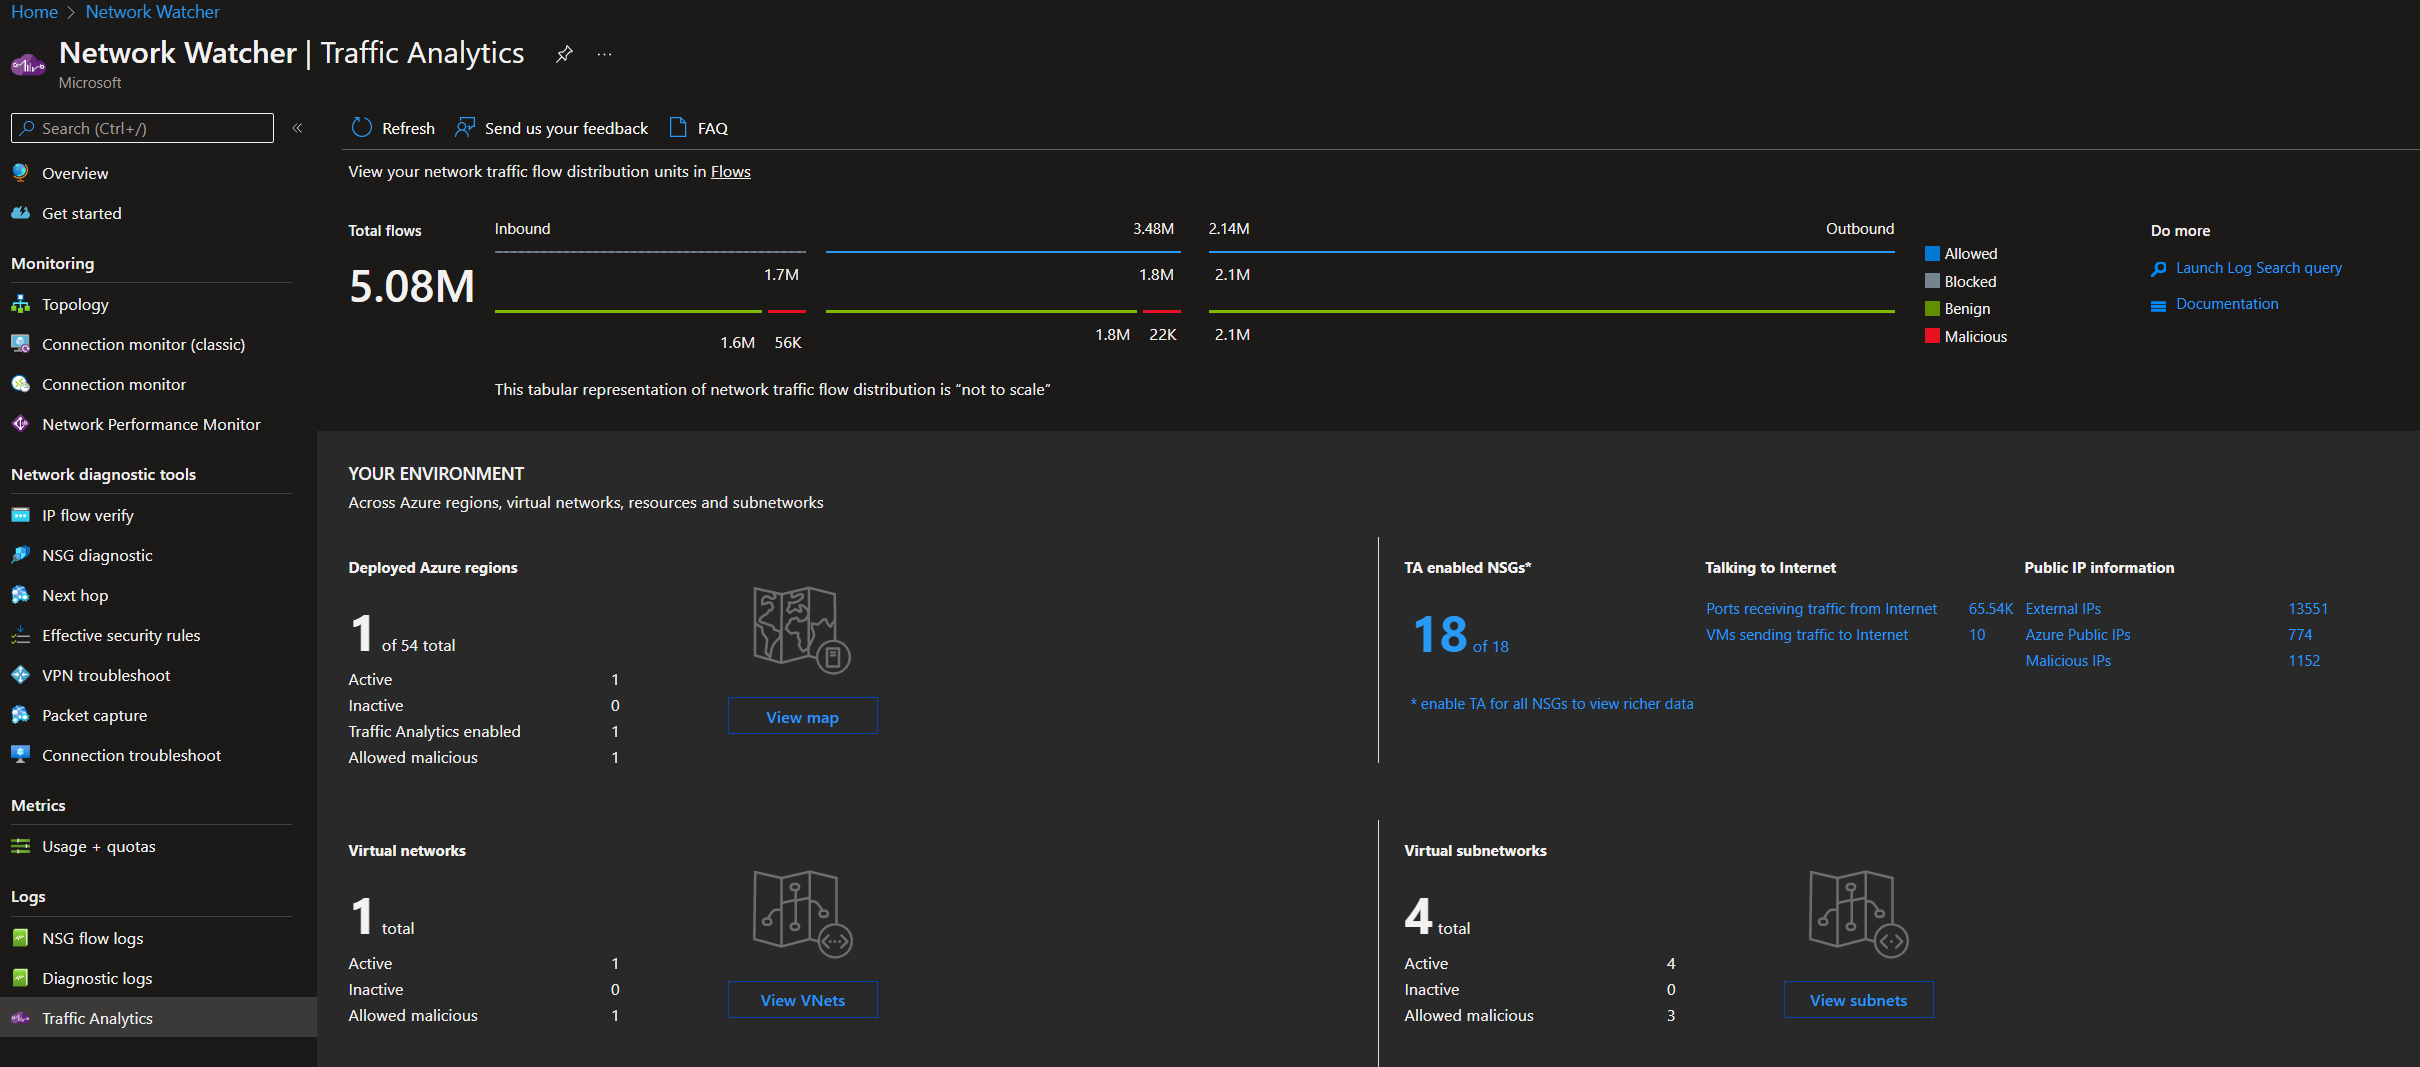 Home > Network Watcher
Network Watcher | Traffic Analytics ...
Microsoft
Search (Ctrl+/) «
Overview
Get started
Monitoring
Topology
Connection monitor (classic)
Connection monitor
Network Performance Monitor
Network diagnostic tools
IP flow verify
NSG diagnostic
Next hop
Effective security rules
VPN troubleshoot
Packet capture
Connection troubleshoot
Metrics
Usage + quotas
Logs
NSG flow logs
Diagnostic logs
Traffic Analytics
Refresh Send us your feedback FAQ
View your network traffic flow distribution units in Flows
Total flows
5.08M
Inbound 3.48M 2.14M Outbound
1.7M 1.8M 2.1M
1.6M 56K 1.8M 22K 2.1M
This tabular representation of network traffic flow distribution is “not to scale”
Allowed
Blocked
Benign
Malicious
Do more
Launch Log Search query
Documentation
YOUR ENVIRONMENT
Across Azure regions, virtual networks, resources and subnetworks
Deployed Azure regions
1 of 54 total
Active 1
Inactive 0
Traffic Analytics enabled 1
Allowed malicious 1
View map
TA enabled NSGs*
18 of 18
* enable TA for all NSGs to view richer data
Talking to Internet
Ports receiving traffic from Internet 65.54K
VMs sending traffic to Internet 10
Public IP information
External IPs 13551
Azure Public IPs 774
Malicious IPs 1152
Virtual networks
1 total
Active 1
Inactive 0
Allowed malicious 1
View VNets
Virtual subnetworks
4 total
Active 4
Inactive 0
Allowed malicious 3
View subnets